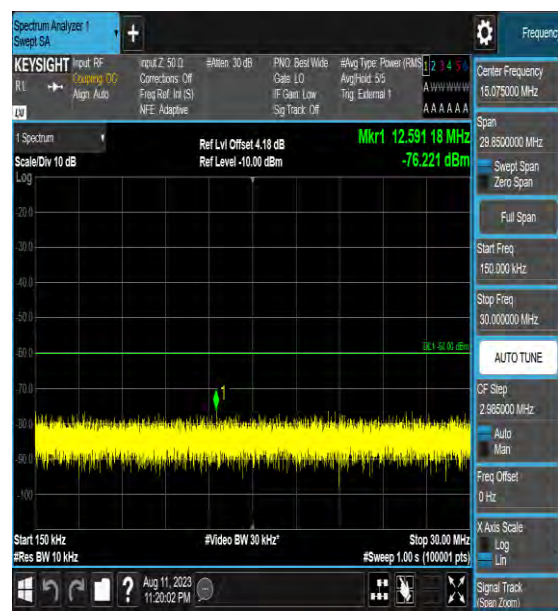 Spectrum Analyzer 1
Swept SA
+
Frequenc
KEYSIGHT
Input: RF
Coupling: DC
Align: Auto
Input Z: 50 Ω
Corrections: Off
Freq Ref: Int (S)
NFE: Adaptive
#Atten: 30 dB
PNO: Best Wide
Gate: LO
IF Gain: Low
Sig Track: Off
#Avg Type: Power (RMS
Avg|Hold: 5/5
Trig: External 1
1 2 3 4 5 6
A W W W W W
A A A A A A
1 Spectrum
Scale/Div 10 dB
Log
Ref Lvl Offset 4.18 dB
Ref Level -10.00 dBm
Mkr1 12.591 18 MHz
-76.221 dBm
-20.0
-30.0
-40.0
-50.0
-60.0
-70.0
-80.0
-90.0
-100
1
Start 150 kHz
#Res BW 10 kHz
#Video BW 30 kHz*
Stop 30.00 MHz
#Sweep 1.00 s (100001 pts)
Center Frequency
15.075000 MHz
Span
29.8500000 MHz
Swept Span
Zero Span
Full Span
Start Freq
150.000 kHz
Stop Freq
30.000000 MHz
AUTO TUNE
CF Step
2.985000 MHz
Auto
Man
Freq Offset
0 Hz
X Axis Scale
Log
Lin
Signal Track
(Span Zoom)
?
Aug 11, 2023
11:20:02 PM